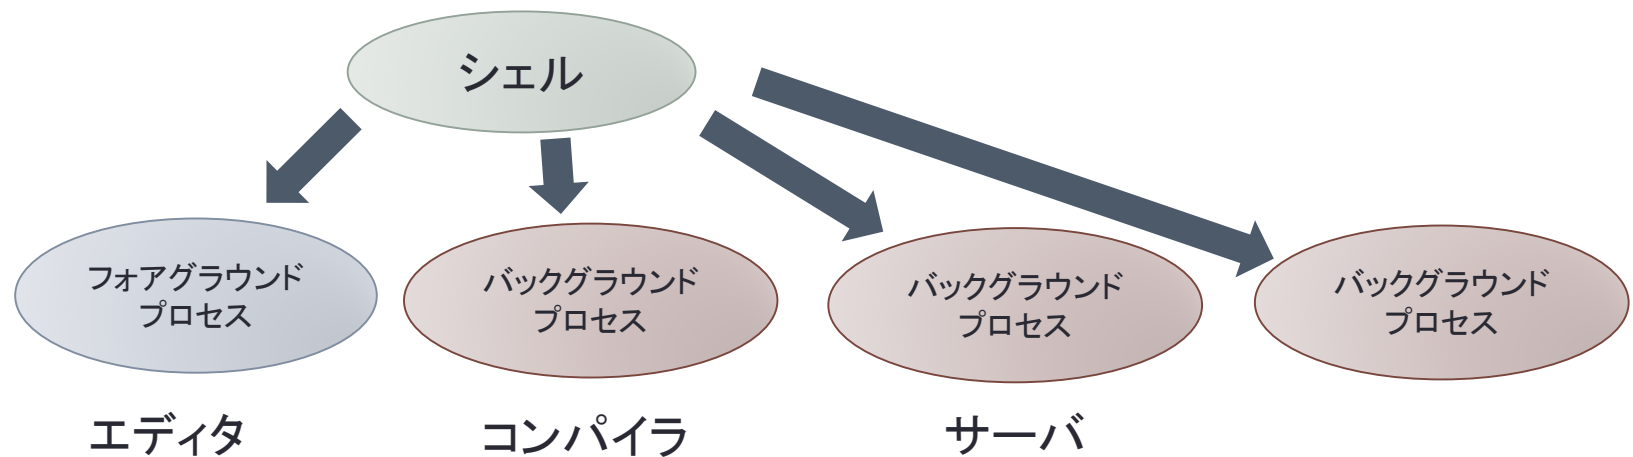 シェル
フォアグラウンド
プロセス
バックグラウンド
プロセス
バックグラウンド
プロセス
バックグラウンド
プロセス
エディタ
コンパイラ
サーバ